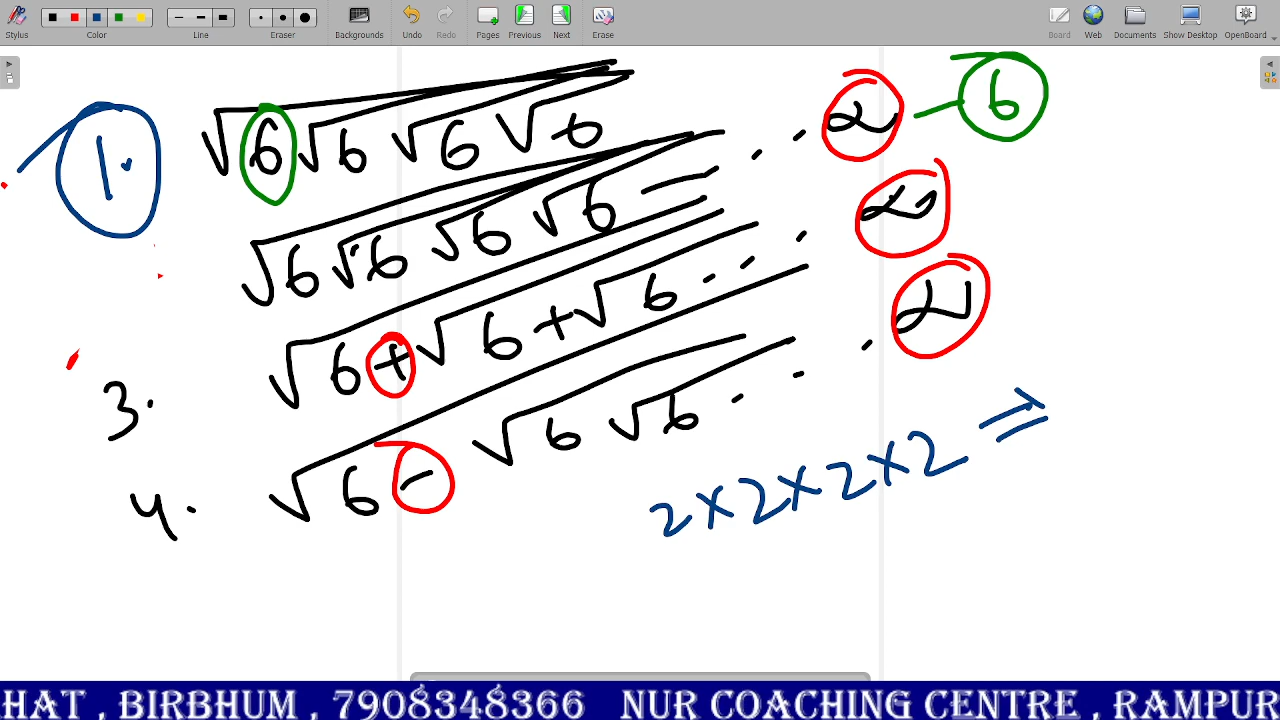 Stylus Color Line Eraser Backgrounds Undo Redo Pages Previous Next Erase Board Web Documents Show Desktop OpenBoard
1. √6√6√6√6 . . . ∞ — 6
√6√6√6√6 . . . ∞
3. √6+√6+√6 . . . ∞
4. √6-√6√6 . . .
2×2×2×2 ⇒
HAT , BIRBHUM , 7908348366 NUR COACHING CENTRE , RAMPUR